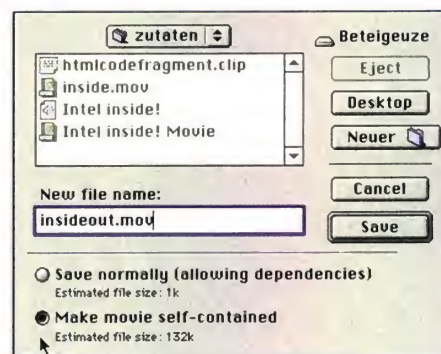 zutaten
Beteigeuze
htmlcodefragment.clip
inside.mov
Intel inside!
Intel inside! Movie
Eject
Desktop
Neuer
New file name:
insideout.mov
Cancel
Save
Save normally (allowing dependencies)
Estimated file size: 1k
Make movie self-contained
Estimated file size: 132k